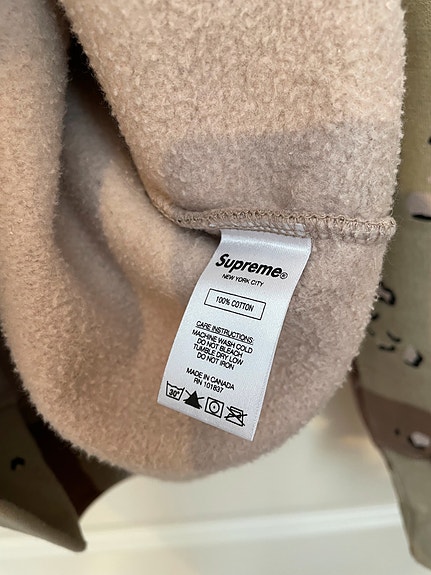 Supreme®
NEW YORK CITY
100% COTTON
CARE INSTRUCTIONS:
MACHINE WASH COLD
DO NOT BLEACH
TUMBLE DRY LOW
DO NOT IRON
MADE IN CANADA
RN 101837
30°